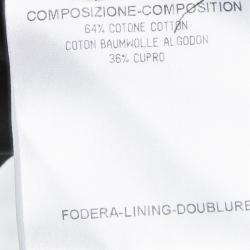 COMPOSIZIONE-COMPOSITION
64% COTONE COTTON
COTON BAUMWOLLE ALGODON
36% CUPRO
FODERA-LINING-DOUBLURE